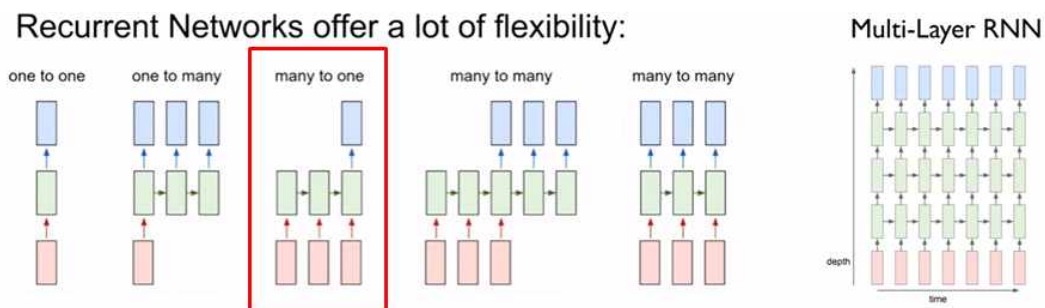 Recurrent Networks offer a lot of flexibility:
Multi-Layer RNN
one to one
one to many
many to one
many to many
many to many
depth
time